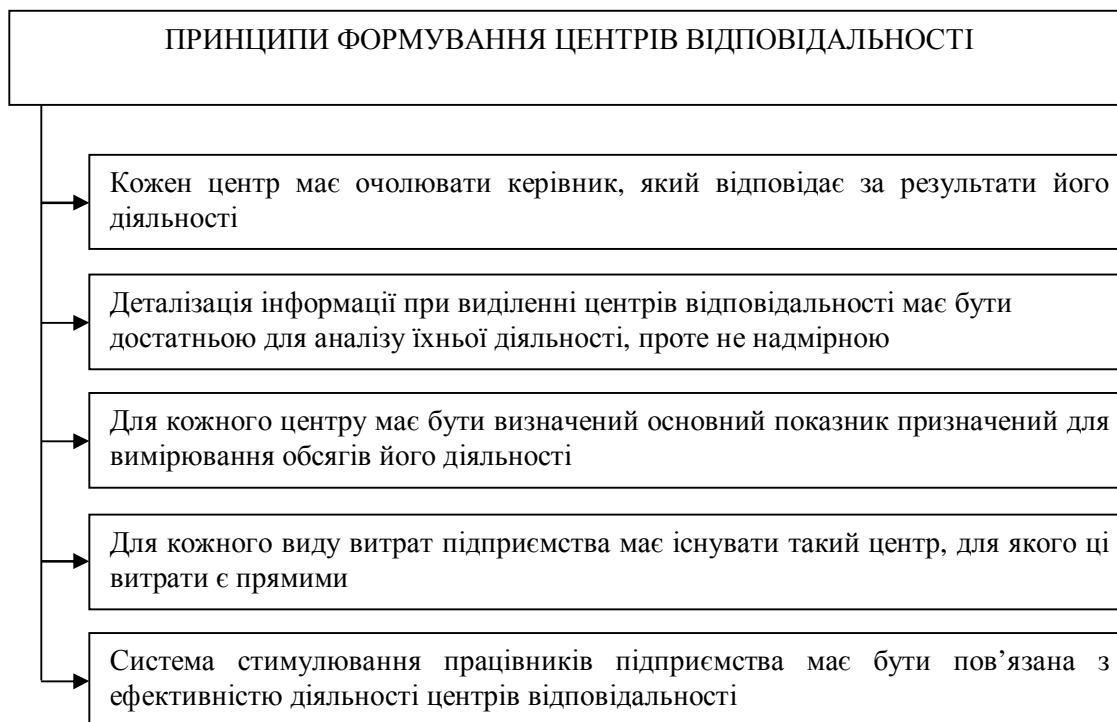 ПРИНЦИПИ ФОРМУВАННЯ ЦЕНТРІВ ВІДПОВІДАЛЬНОСТІ
Кожен центр має очолювати керівник, який відповідає за результати його
діяльності
Деталізація інформації при виділенні центрів відповідальності має бути
достатньою для аналізу їхньої діяльності, проте не надмірною
Для кожного центру має бути визначений основний показник призначений для
вимірювання обсягів його діяльності
Для кожного виду витрат підприємства має існувати такий центр, для якого ці
витрати є прямими
Система стимулювання працівників підприємства має бути пов’язана з
ефективністю діяльності центрів відповідальності